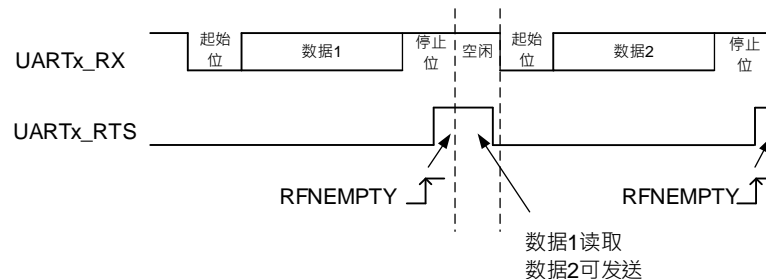 UARTx_RX
起始位
数据1
停止位
空闲
起始位
数据2
停止位
UARTx_RTS
RFNEMPTY
RFNEMPTY
数据1读取
数据2可发送